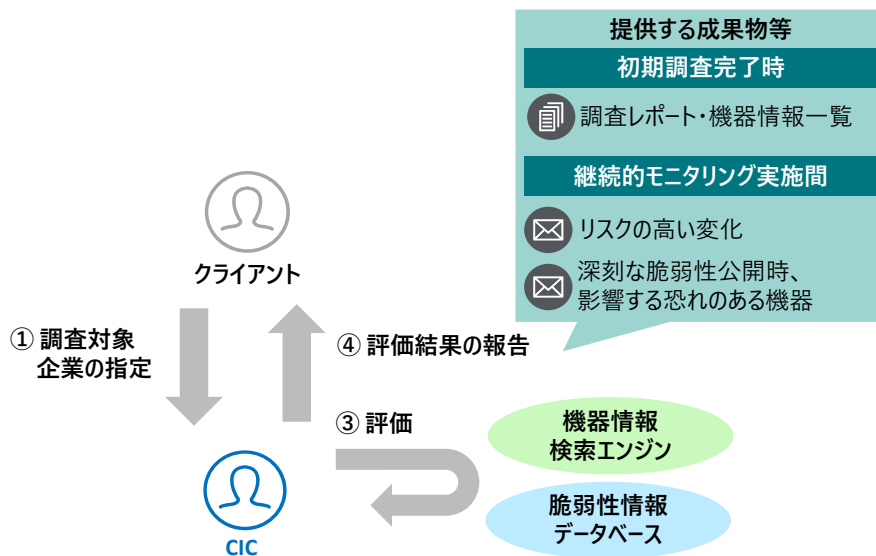 提供する成果物等
初期調査完了時
調査レポート・機器情報一覧
継続的モニタリング実施間
リスクの高い変化
深刻な脆弱性公開時、
影響する恐れのある機器
クライアント
① 調査対象
企業の指定
④ 評価結果の報告
③ 評価
機器情報
検索エンジン
脆弱性情報
データベース
CIC